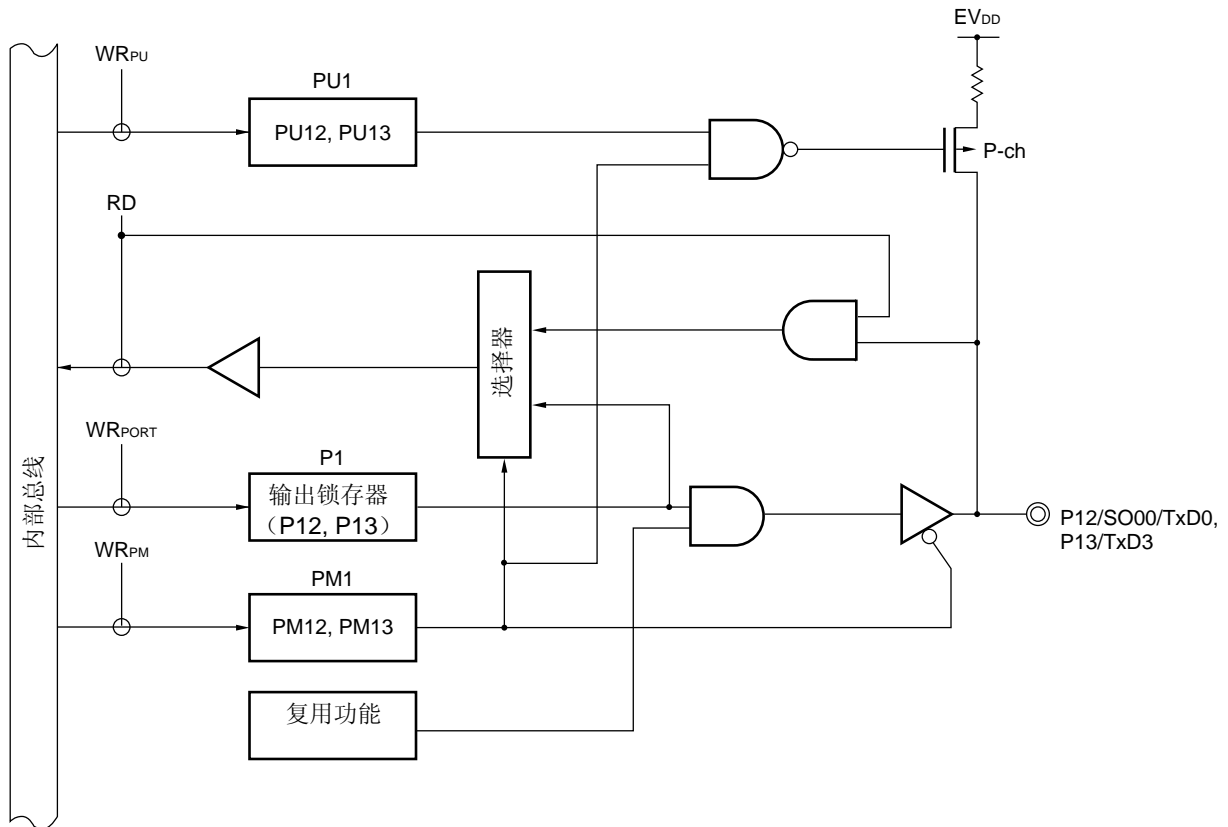 EVDD
WRPU
PU1
PU12, PU13
P-ch
RD
选择器
WRPORT
P1
输出锁存器
（P12, P13）
内部总线
P12/SO00/TxD0,
P13/TxD3
WRPM
PM1
PM12, PM13
复用功能